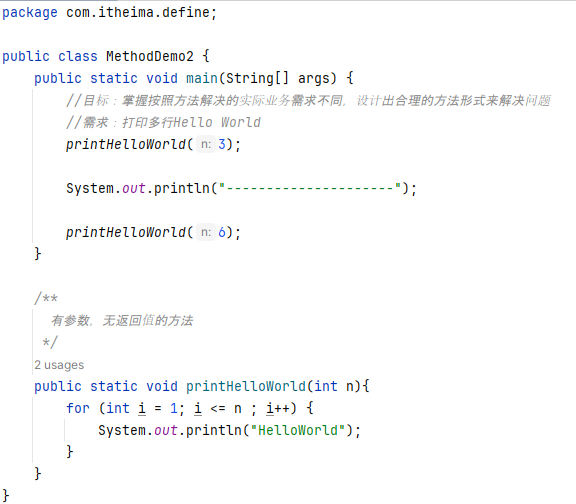 package com.itheima.define;
public class MethodDemo2 {
public static void main(String[] args) {
//目标：掌握按照方法解决的实际业务需求不同，设计出合理的方法形式来解决问题
//需求：打印多行Hello World
printHelloWorld( n: 3);
System.out.println("---------------------");
printHelloWorld( n: 6);
}
/**
有参数，无返回值的方法
*/
2 usages
public static void printHelloWorld(int n){
for (int i = 1; i <= n ; i++) {
System.out.println("HelloWorld");
}
}
}